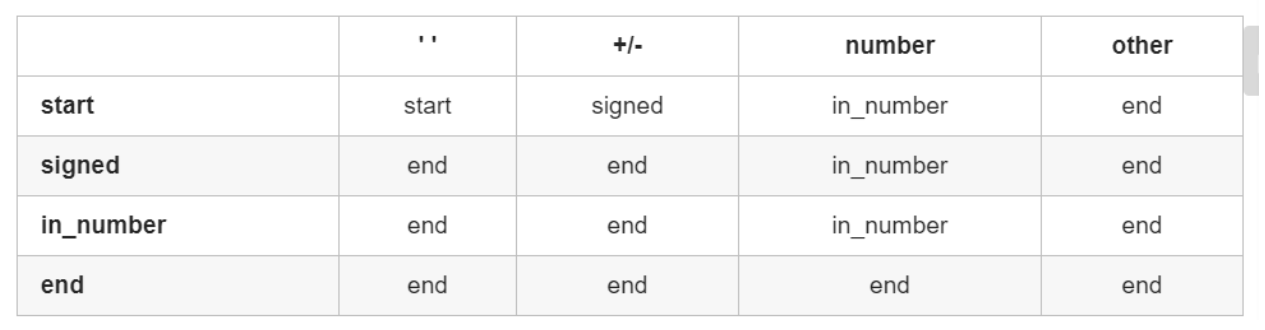 ' ' +/- number other
start start signed in_number end
signed end end in_number end
in_number end end in_number end
end end end end end